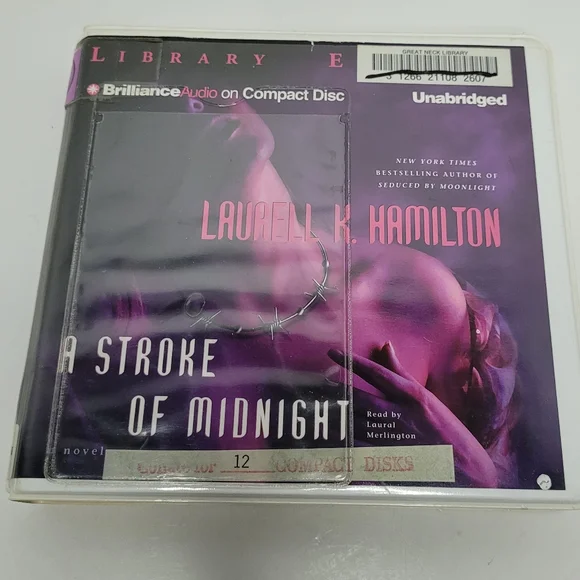 LIBRARY E
GREAT NECK LIBRARY
3 1266 21108 2607
BrillianceAudio on Compact Disc
Unabridged
NEW YORK TIMES
BESTSELLING AUTHOR OF
SEDUCED BY MOONLIGHT
LAURELL K. HAMILTON
A STROKE
OF MIDNIGHT
a novel
Read by
Laural
Merlington
for 12 COMPACT DISKS